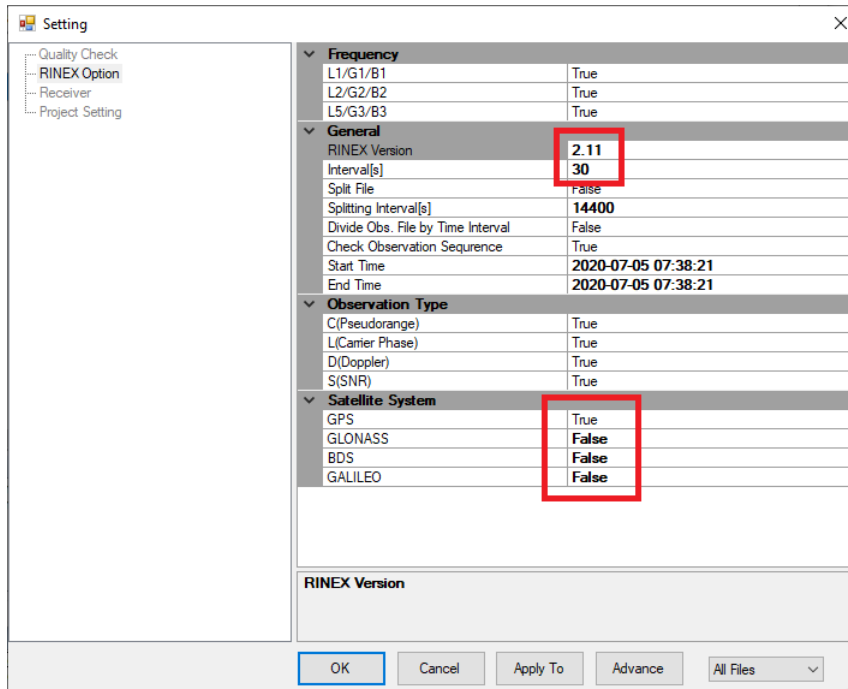 Setting
Quality Check
RINEX Option
Receiver
Project Setting
Frequency
L1/G1/B1 True
L2/G2/B2 True
L5/G3/B3 True
General
RINEX Version 2.11
Interval[s] 30
Split File False
Splitting Interval[s] 14400
Divide Obs. File by Time Interval False
Check Observation Sequrence True
Start Time 2020-07-05 07:38:21
End Time 2020-07-05 07:38:21
Observation Type
C(Pseudorange) True
L(Carrier Phase) True
D(Doppler) True
S(SNR) True
Satellite System
GPS True
GLONASS False
BDS False
GALILEO False
RINEX Version
OK Cancel Apply To Advance All Files